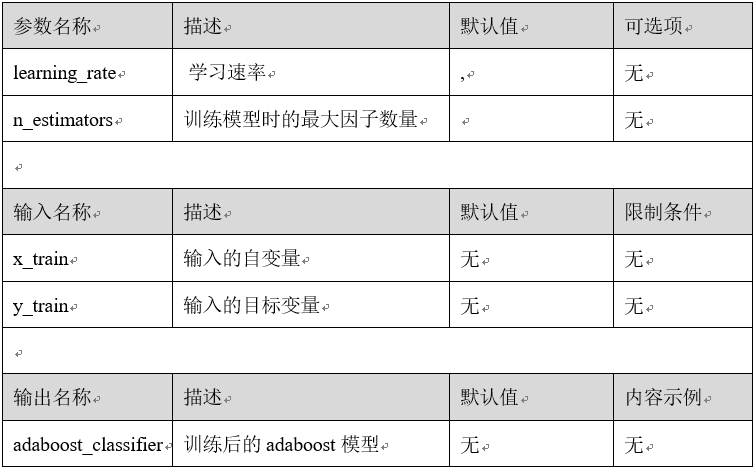 参数名称 描述 默认值 可选项
learning_rate 学习速率 , 无
n_estimators 训练模型时的最大因子数量 无
输入名称 描述 默认值 限制条件
x_train 输入的自变量 无 无
y_train 输入的目标变量 无 无
输出名称 描述 默认值 内容示例
adaboost_classifier 训练后的 adaboost 模型 无 无